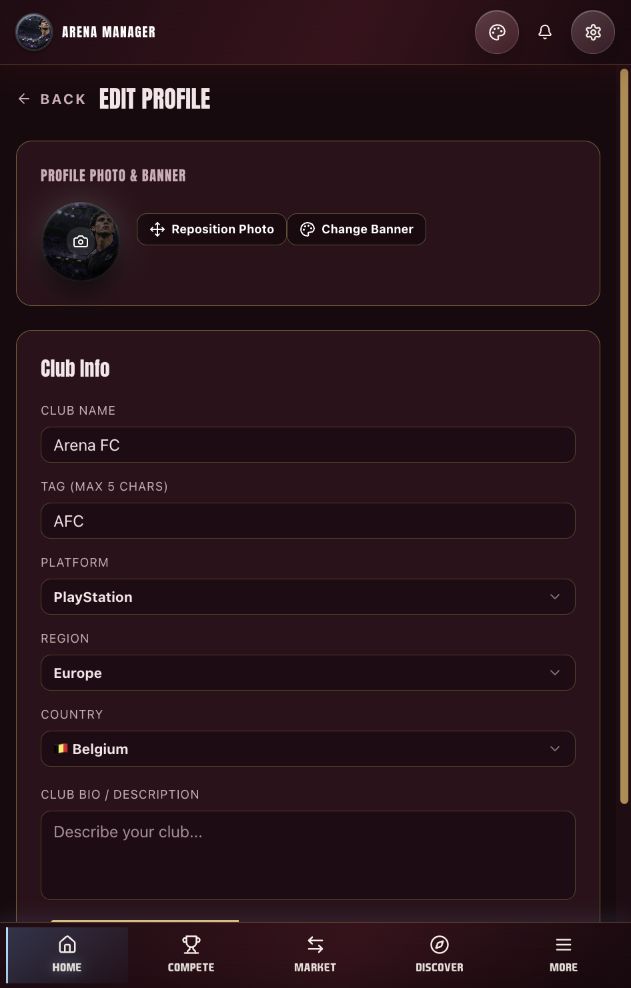 ARENA MANAGER
BACK EDIT PROFILE
PROFILE PHOTO & BANNER
Reposition Photo Change Banner
Club Info
CLUB NAME
Arena FC
TAG (MAX 5 CHARS)
AFC
PLATFORM
PlayStation
REGION
Europe
COUNTRY
Belgium
CLUB BIO / DESCRIPTION
Describe your club...
HOME COMPETE MARKET DISCOVER MORE